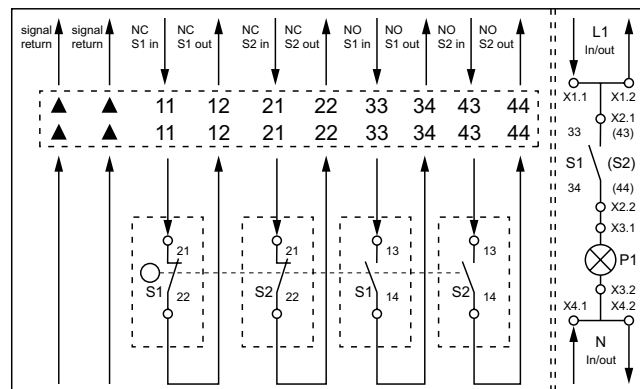 signal return
signal return
NC S1 in
NC S1 out
NC S2 in
NC S2 out
NO S1 in
NO S1 out
NO S2 in
NO S2 out
▲ ▲ 11 12 21 22 33 34 43 44
▲ ▲ 11 12 21 22 33 34 43 44
21
S1
22
21
S2
22
13
S1
14
13
S2
14
L1
In/out
X1.1
X1.2
X2.1
33
(43)
S1
(S2)
34
(44)
X2.2
X3.1
P1
X3.2
X4.1
X4.2
N
In/out